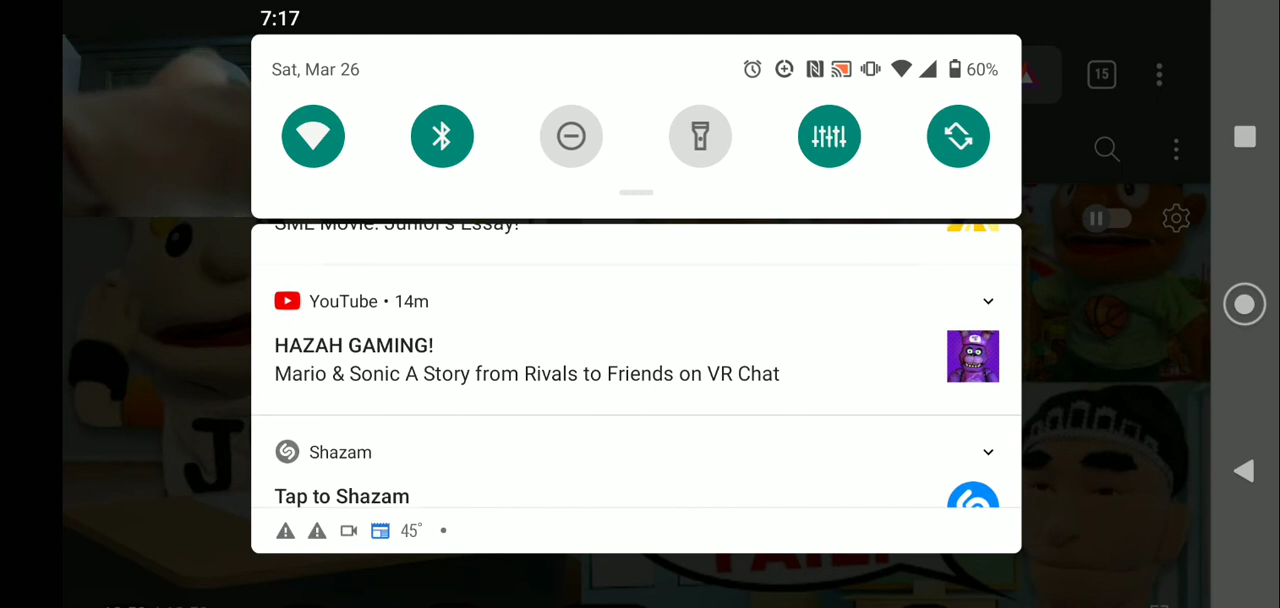 7:17
Sat, Mar 26
60%
15
SML Movie: Junior's Essay!
YouTube • 14m
HAZAH GAMING!
Mario & Sonic A Story from Rivals to Friends on VR Chat
Shazam
Tap to Shazam
45°
J
FAIL!